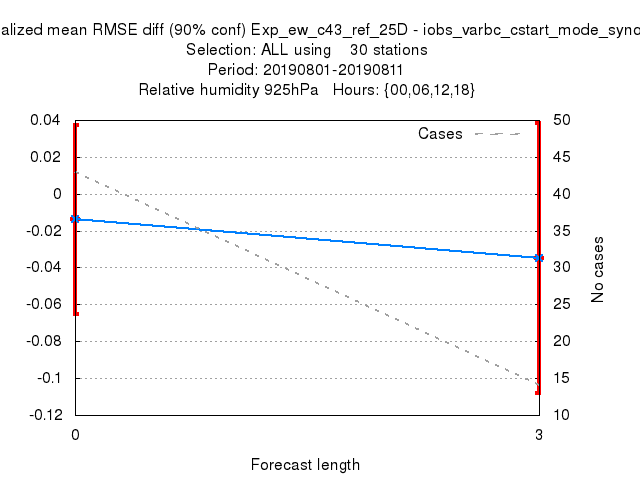 alized mean RMSE diff (90% conf) Exp_ew_c43_ref_25D - iobs_varbc_cstart_mode_syno
Selection: ALL using    30 stations
Period: 20190801-20190811
Relative humidity 925hPa   Hours: {00,06,12,18}
Cases
0.04
0.02
0
-0.02
-0.04
-0.06
-0.08
-0.1
-0.12
50
45
40
35
30
25
20
15
10
No cases
0
3
Forecast length